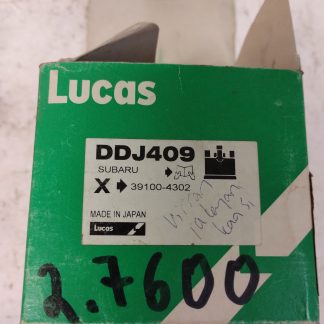 Lucas
DDJ409
SUBARU
X 39100-4302
MADE IN JAPAN
Lucas
2.7600